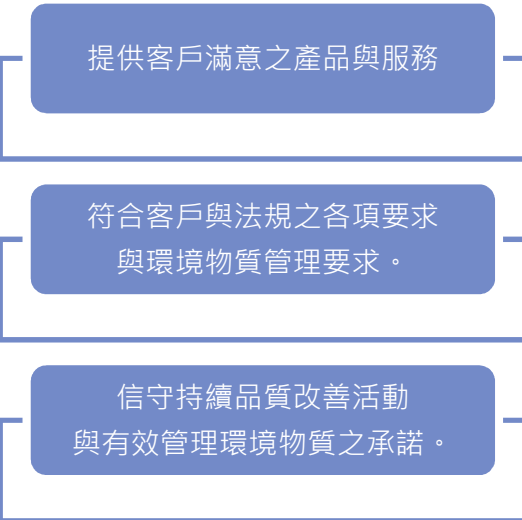 提供客戶滿意之產品與服務
符合客戶與法規之各項要求
與環境物質管理要求。
信守持續品質改善活動
與有效管理環境物質之承諾。